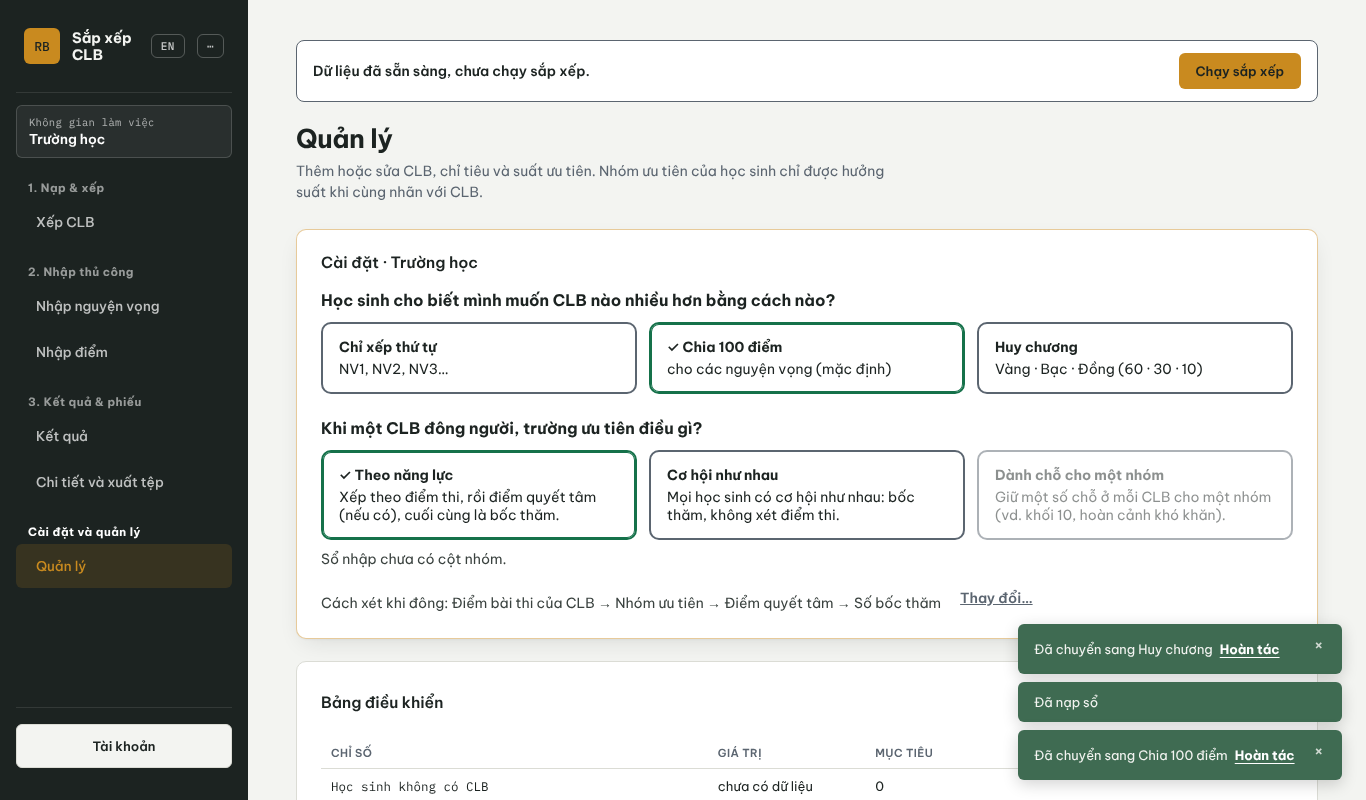 RB
Sắp xếp
CLB
EN
…
Không gian làm việc
Trường học
1. Nạp & xếp
Xếp CLB
2. Nhập thủ công
Nhập nguyện vọng
Nhập điểm
3. Kết quả & phiếu
Kết quả
Chi tiết và xuất tệp
Cài đặt và quản lý
Quản lý
Tài khoản
Dữ liệu đã sẵn sàng, chưa chạy sắp xếp.
Chạy sắp xếp
Quản lý
Thêm hoặc sửa CLB, chỉ tiêu và suất ưu tiên. Nhóm ưu tiên của học sinh chỉ được hưởng
suất khi cùng nhãn với CLB.
Cài đặt · Trường học
Học sinh cho biết mình muốn CLB nào nhiều hơn bằng cách nào?
Chỉ xếp thứ tự
NV1, NV2, NV3…
✓ Chia 100 điểm
cho các nguyện vọng (mặc định)
Huy chương
Vàng · Bạc · Đồng (60 · 30 · 10)
Khi một CLB đông người, trường ưu tiên điều gì?
✓ Theo năng lực
Xếp theo điểm thi, rồi điểm quyết tâm
(nếu có), cuối cùng là bốc thăm.
Cơ hội như nhau
Mọi học sinh có cơ hội như nhau: bốc
thăm, không xét điểm thi.
Dành chỗ cho một nhóm
Giữ một số chỗ ở mỗi CLB cho một nhóm
(vd. khối 10, hoàn cảnh khó khăn).
Sổ nhập chưa có cột nhóm.
Cách xét khi đông: Điểm bài thi của CLB → Nhóm ưu tiên → Điểm quyết tâm → Số bốc thăm
Thay đổi…
Bảng điều khiển
CHỈ SỐ
GIÁ TRỊ
MỤC TIÊU
Học sinh không có CLB
chưa có dữ liệu
0
Đã chuyển sang Huy chương Hoàn tác ×
Đã nạp sổ
Đã chuyển sang Chia 100 điểm Hoàn tác ×